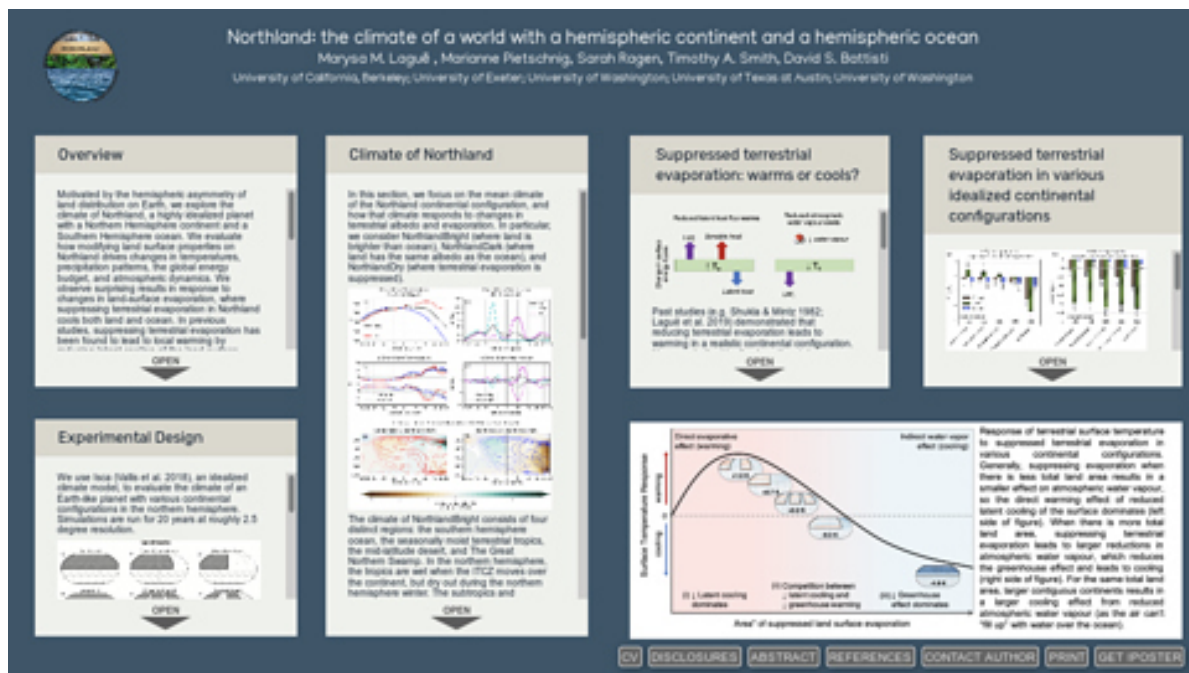 Northland: the climate of a world with a hemispheric continent and a hemispheric ocean
Marysa M. Laguë , Marianne Pietschnig, Sarah Ragen, Timothy A. Smith, David S. Battisti
University of California, Berkeley; University of Exeter; University of Washington; University of Texas at Austin; University of Washington
Overview
Motivated by the hemispheric asymmetry of
land distribution on Earth, we explore the
climate of Northland, a highly idealized planet
with a Northern Hemisphere continent and a
Southern Hemisphere ocean. We evaluate
how modifying land surface properties on
Northland drives changes in temperatures,
precipitation patterns, the global energy
budget, and atmospheric dynamics. We
observe surprising results in response to
changes in land-surface evaporation, where
suppressing terrestrial evaporation in Northland
cools both land and ocean. In previous
studies, suppressing terrestrial evaporation has
been found to lead to local warming by
OPEN
Experimental Design
We use Isca (Vallis et al. 2018), an idealized
climate model, to evaluate the climate of an
Earth-like planet with various continental
configurations in the northern hemisphere.
Simulations are run for 20 years at roughly 2.5
degree resolution.
OPEN
Climate of Northland
In this section, we focus on the mean climate
of the Northland continental configuration, and
how that climate responds to changes in
terrestrial albedo and evaporation. In particular,
we consider NorthlandBright (where land is
brighter than ocean), NorthlandDark (where
land has the same albedo as the ocean), and
NorthlandDry (where terrestrial evaporation is
suppressed).
The climate of NorthlandBright consists of four
distinct regions: the southern hemisphere
ocean, the seasonally moist terrestrial tropics,
the mid-latitude desert, and The Great
Northern Swamp. In the northern hemisphere,
the tropics are wet when the ITCZ moves over
the continent, but dry out during the northern
hemisphere winter. The subtropics and
OPEN
Suppressed terrestrial
evaporation: warms or cools?
Past studies (e.g. Shukla & Mintz 1982;
Laguë et al. 2019) demonstrated that
reducing terrestrial evaporation leads to
warming in a realistic continental configuration.
OPEN
Suppressed terrestrial
evaporation in various
idealized continental
configurations
OPEN
Direct evaporative
effect (warming)
Indirect water vapor
effect (cooling)
Surface Temperature Response
warming
cooling
(i) ↓ Latent cooling
dominates
(ii) Competition between
↓ latent cooling and
↓ greenhouse warming
(iii) ↓ Greenhouse
effect dominates
Area* of suppressed land surface evaporation
Response of terrestrial surface temperature
to suppressed terrestrial evaporation in
various continental configurations.
Generally, suppressing evaporation when
there is less total land area results in a
smaller effect on atmospheric water vapour,
so the direct warming effect of reduced
latent cooling of the surface dominates (left
side of figure). When there is more total
land area, suppressing terrestrial
evaporation leads to larger reductions in
atmospheric water vapour, which reduces
the greenhouse effect and leads to cooling
(right side of figure). For the same total land
area, larger contiguous continents results in
a larger cooling effect from reduced
atmospheric water vapour (as the air can't
"fill up" with water over the ocean).
CV DISCLOSURES ABSTRACT REFERENCES CONTACT AUTHOR PRINT GET IPOSTER